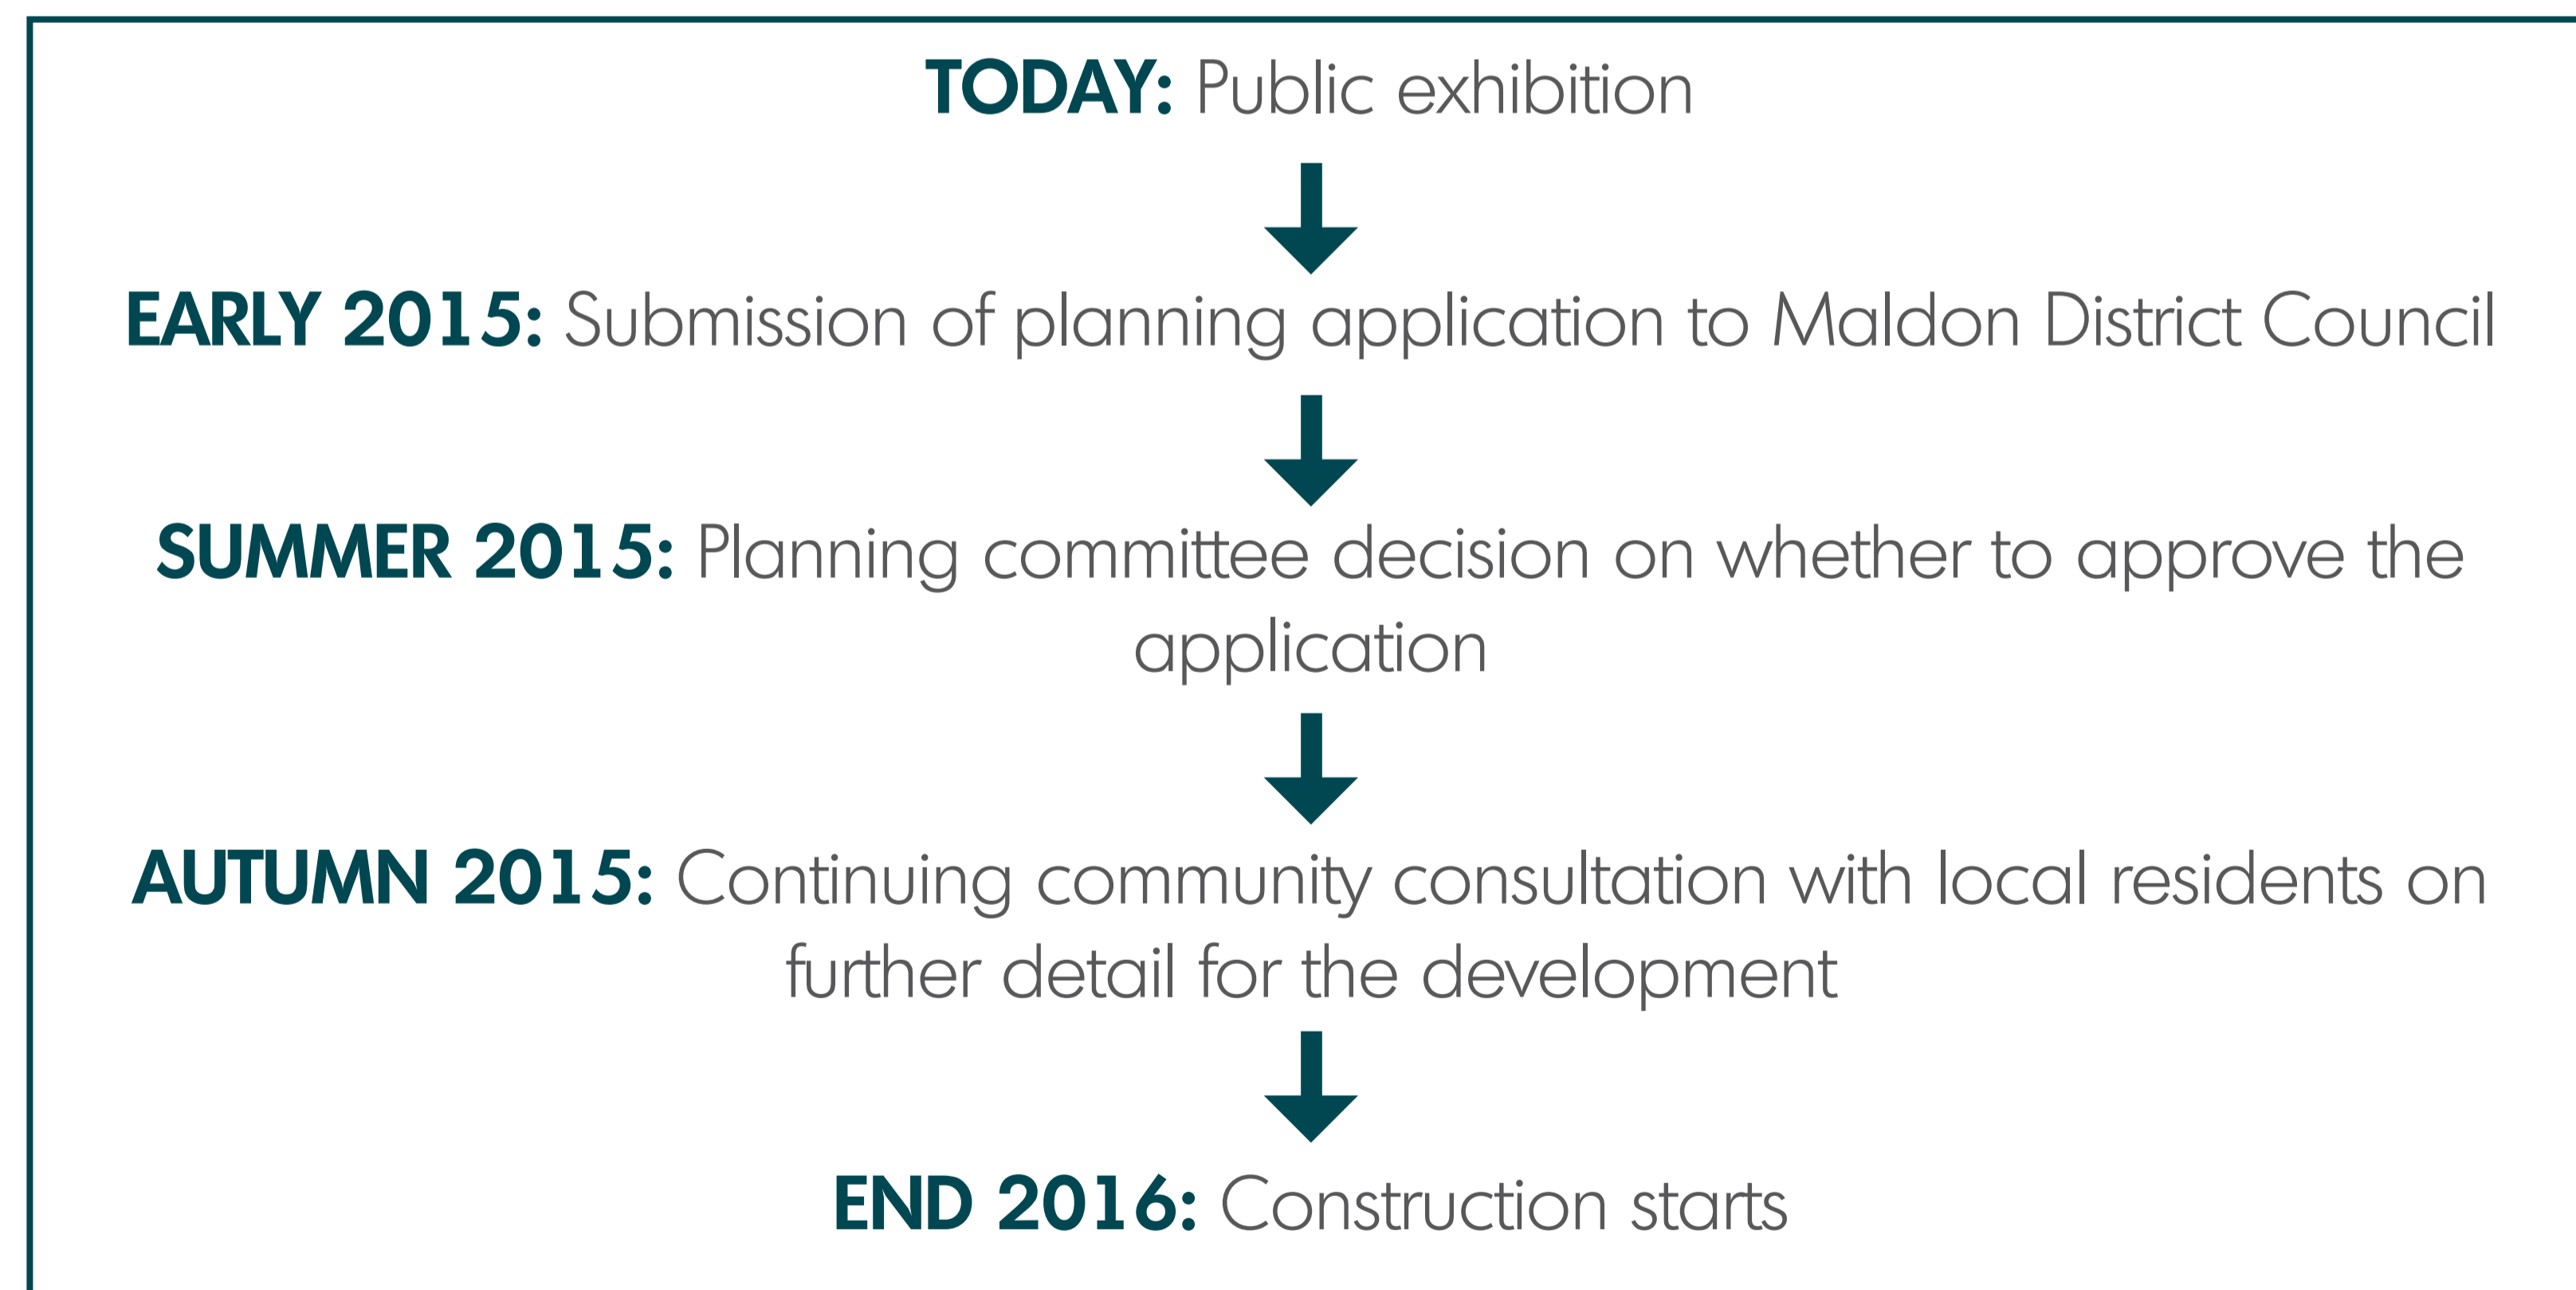 TODAY: Public exhibition
EARLY 2015: Submission of planning application to Maldon District Council
SUMMER 2015: Planning committee decision on whether to approve the
application
AUTUMN 2015: Continuing community consultation with local residents on
further detail for the development
END 2016: Construction starts